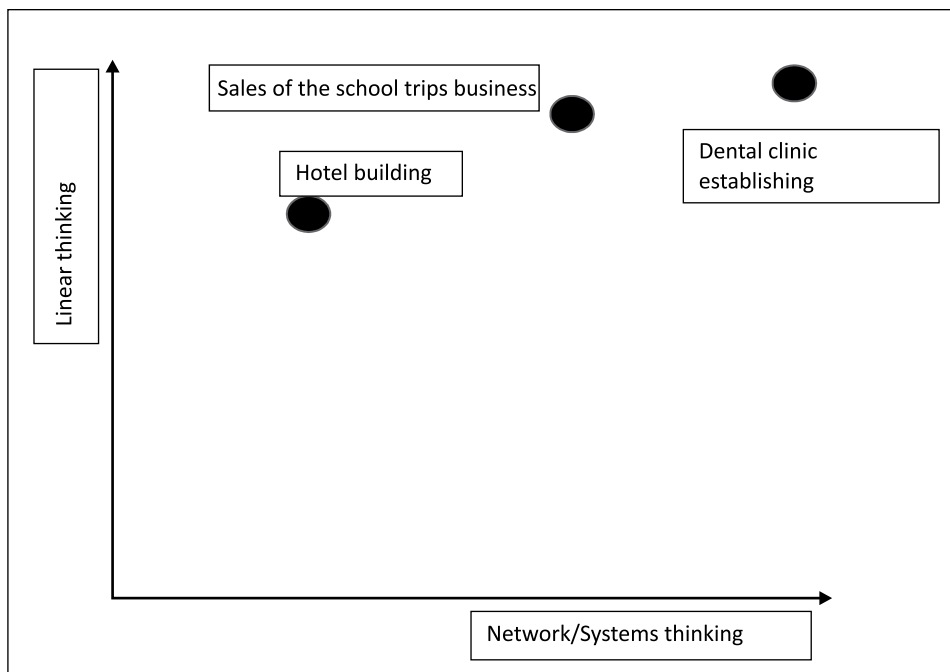 Sales of the school trips business
Hotel building
Dental clinic
establishing
Linear thinking
Network/Systems thinking